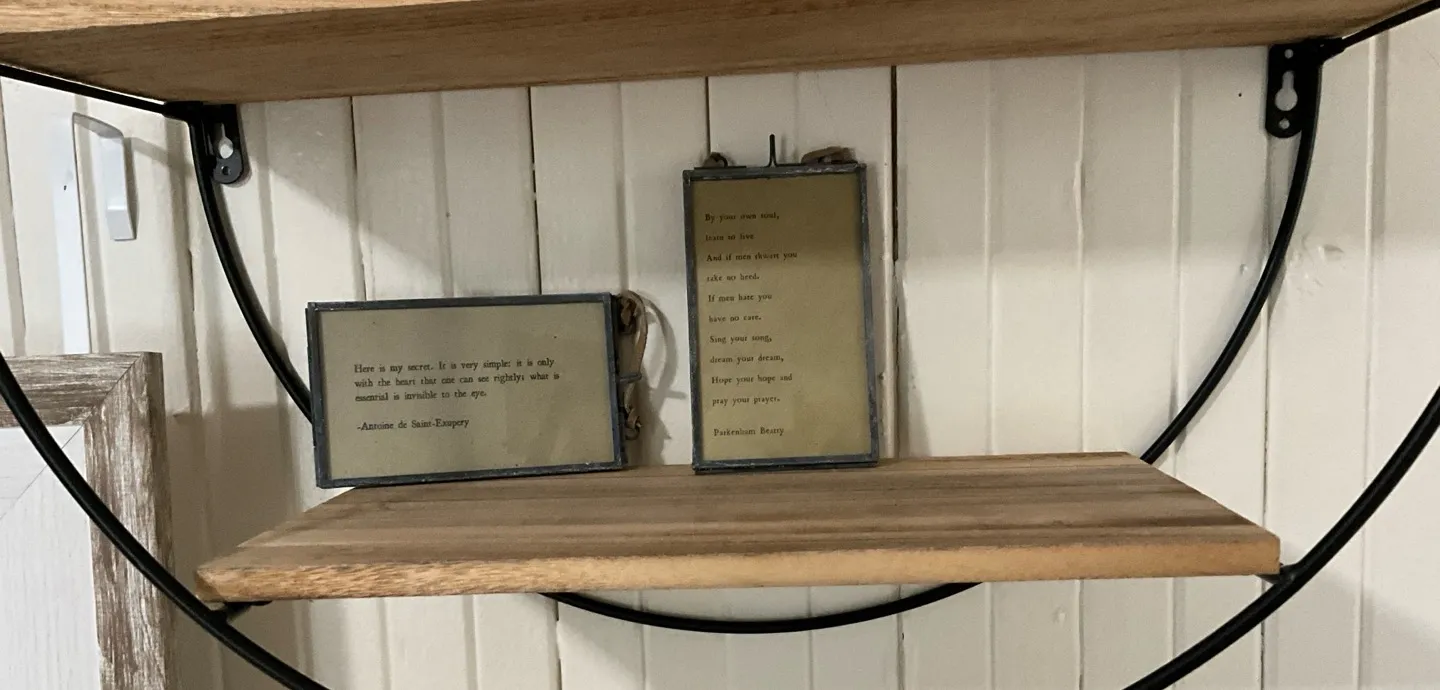 Here is my secret. It is very simple: it is only
with the heart that one can see rightly; what is
essential is invisible to the eye.
-Antoine de Saint-Exupery
By your own soul,
learn to live
And if men thwart you
take no heed.
If men hate you
have no care.
Sing your song,
dream your dream,
Hope your hope and
pray your prayer.
Pakenham Beatty